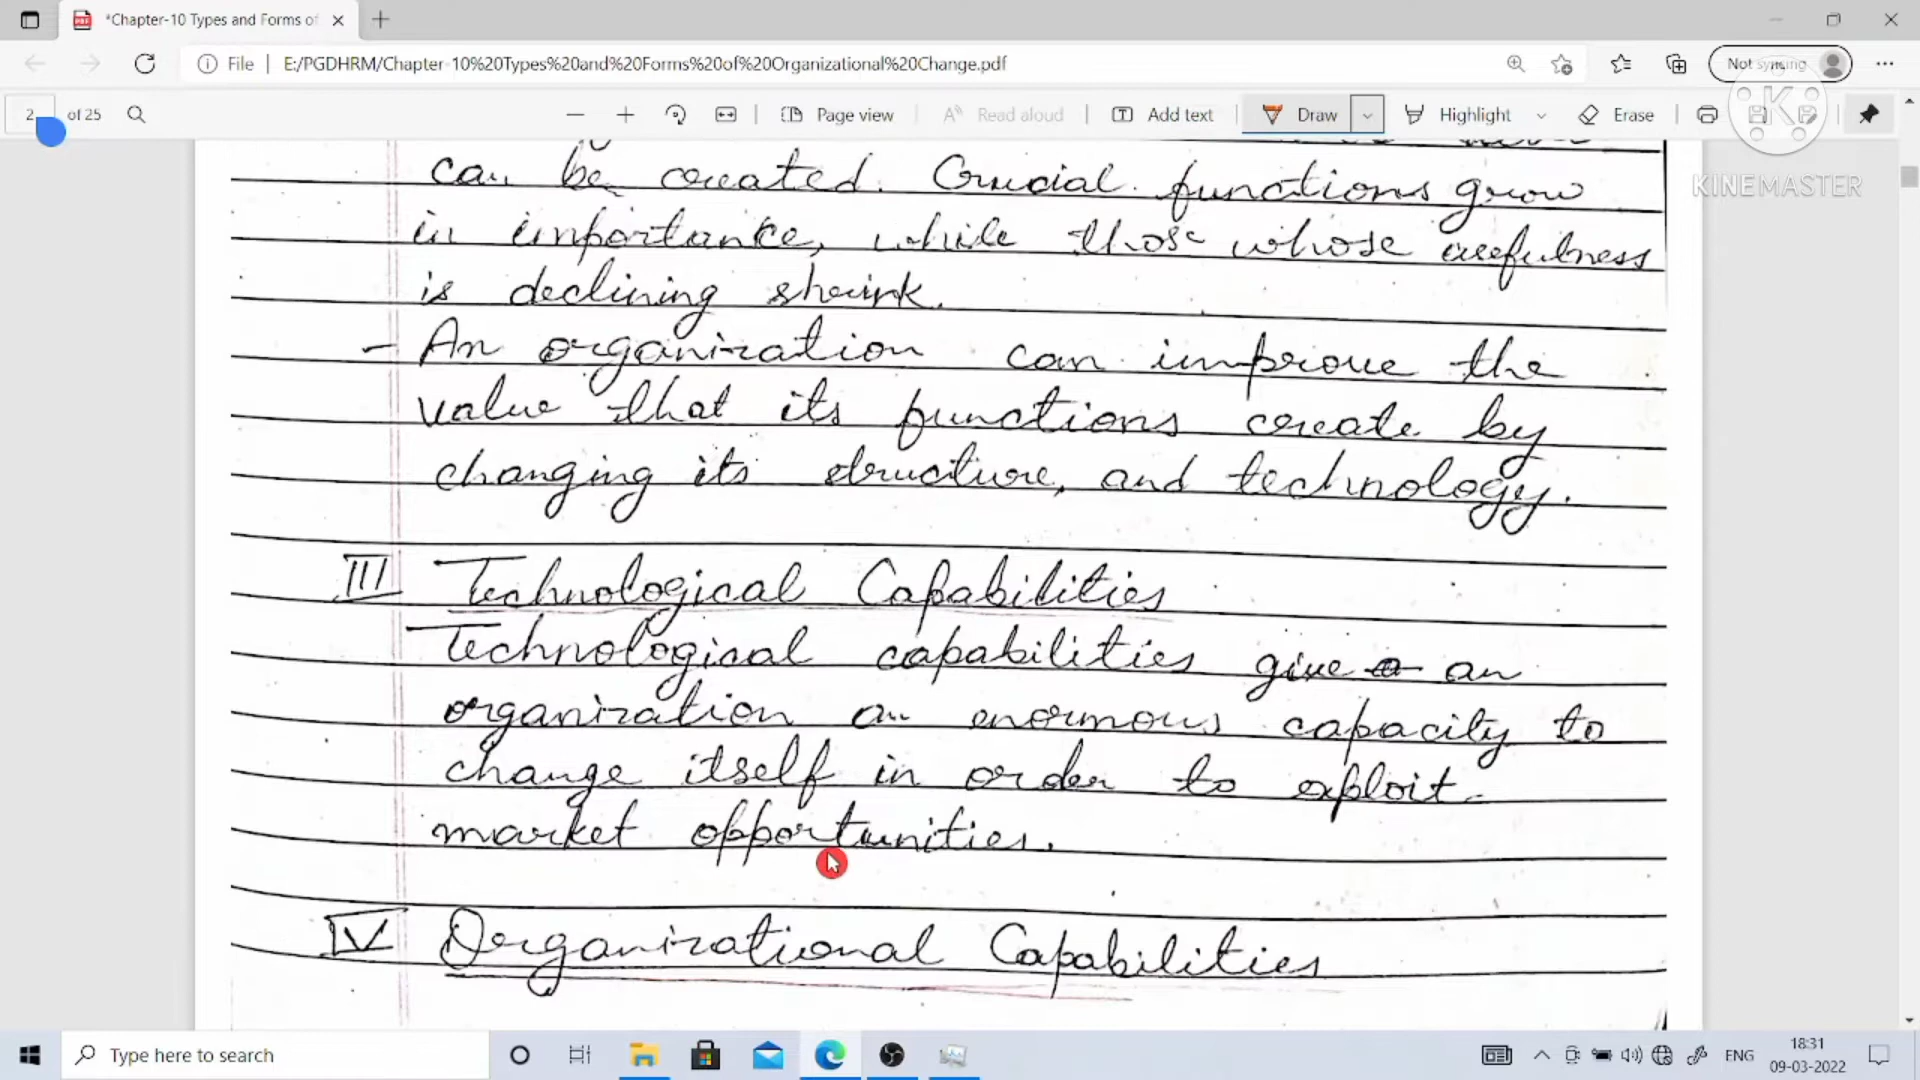 *Chapter-10 Types and Forms of
File
E:/PGDHRM/Chapter-10%20Types%20and%20Forms%20of%20Organizational%20Change.pdf
Not syncing
2 of 25
Page view
Read aloud
Add text
Draw
Highlight
Erase
KINEMASTER
can be created. Crucial functions grow
in importance, while those whose usefulness
is declining shrink.
- An organization can improve the
value that its functions create by
changing its structure, and technology.
III Technological Capabilities
Technological capabilities give an
organization an enormous capacity to
change itself in order to exploit
market opportunities.
IV Organizational Capabilities
Type here to search
ENG
18:31
09-03-2022